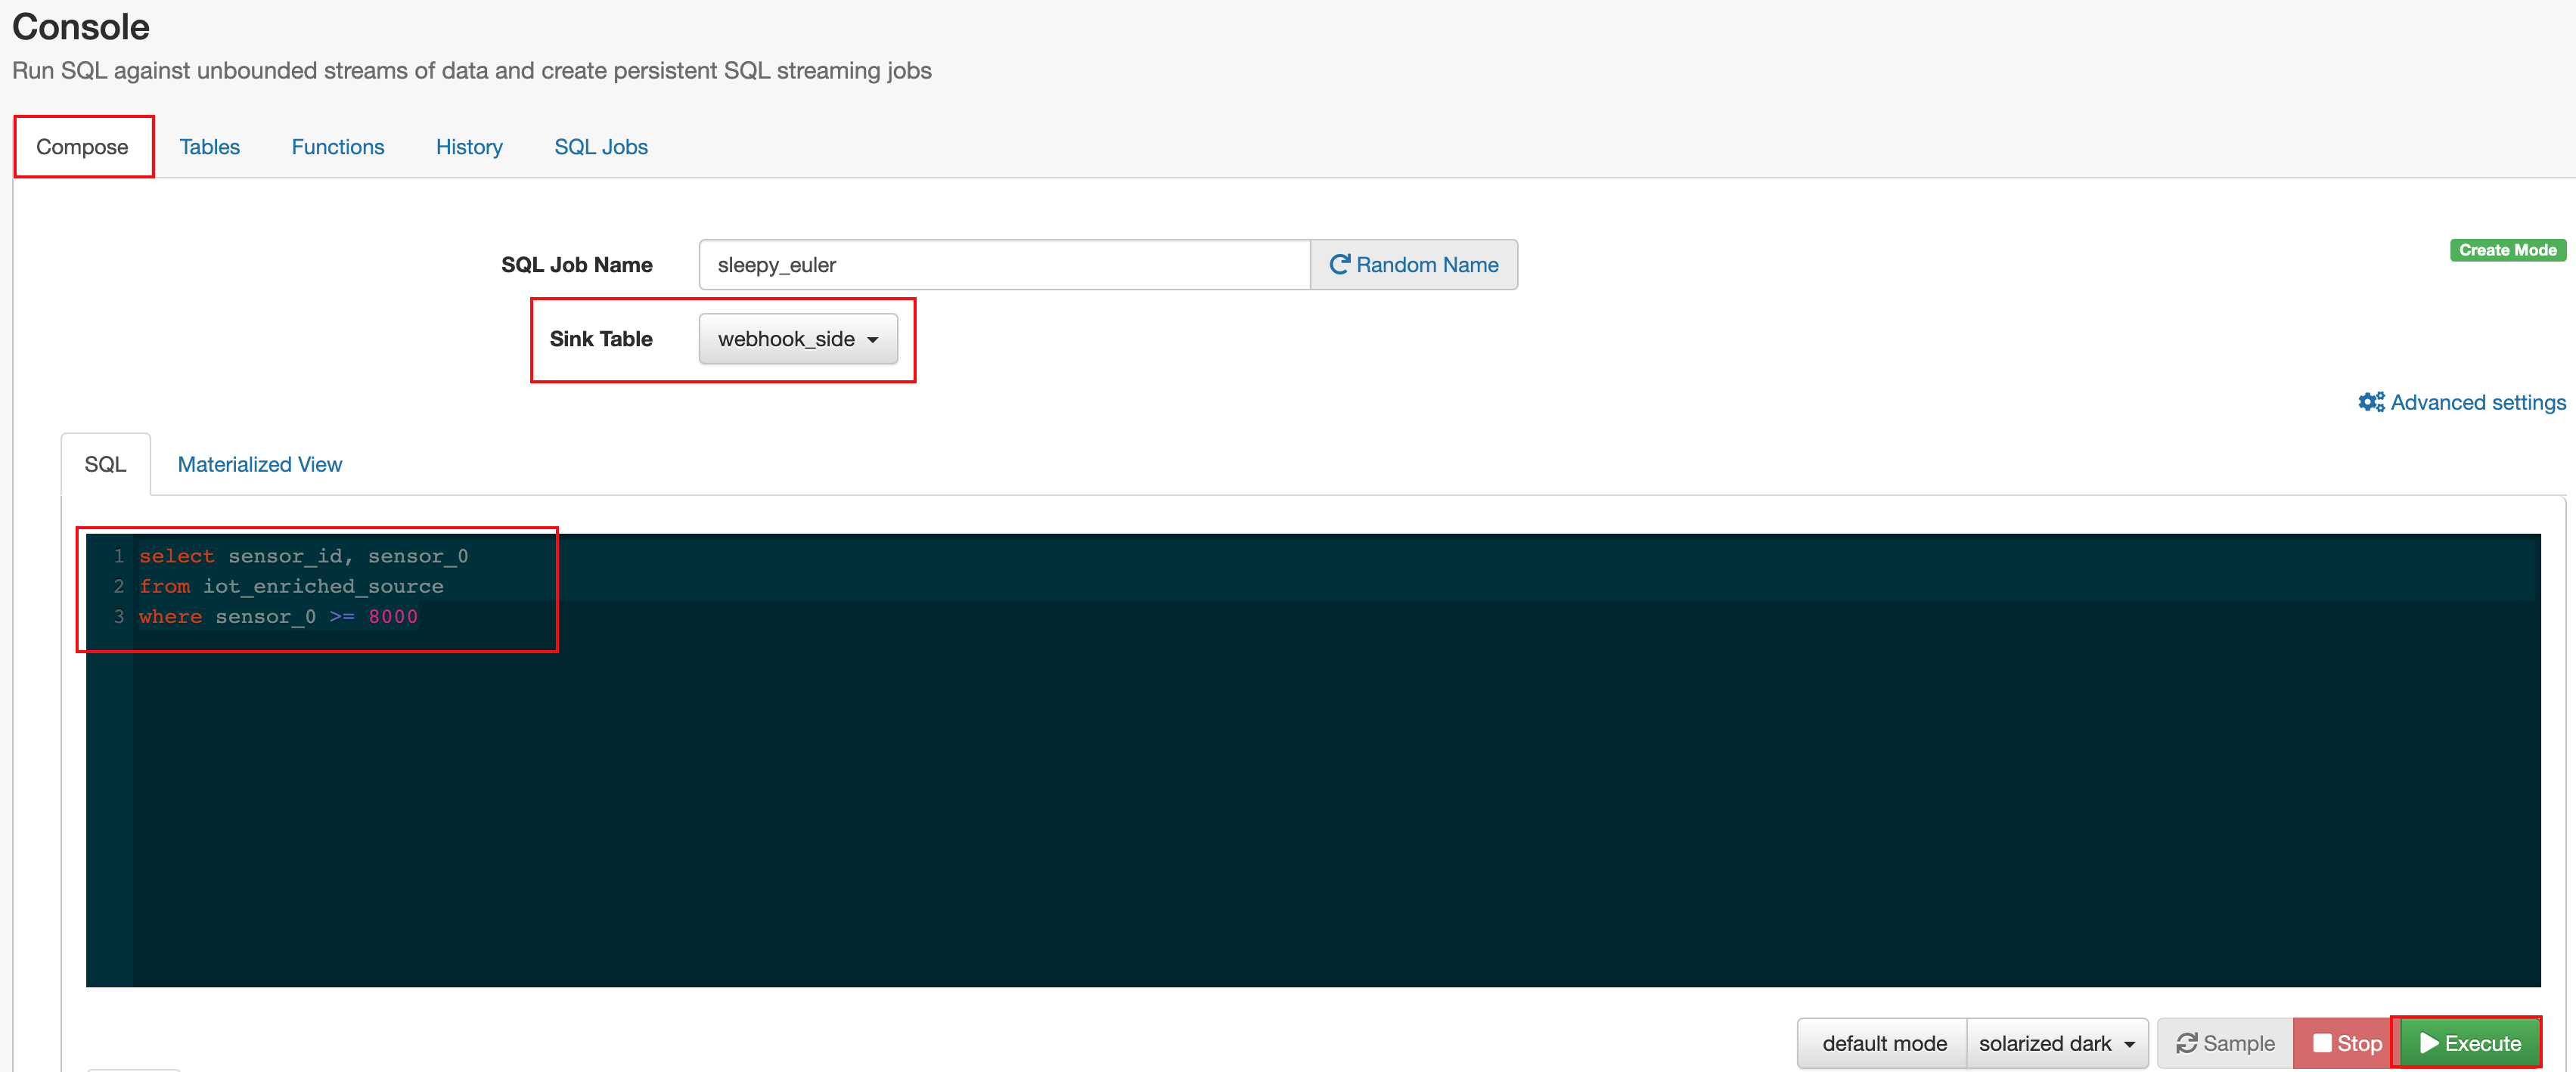 Console
Run SQL against unbounded streams of data and create persistent SQL streaming jobs
Compose Tables Functions History SQL Jobs
SQL Job Name sleepy_euler Random Name Create Mode
Sink Table webhook_side
Advanced settings
SQL Materialized View
1 select sensor_id, sensor_0
2 from iot_enriched_source
3 where sensor_0 >= 8000
default mode solarized dark Sample Stop Execute